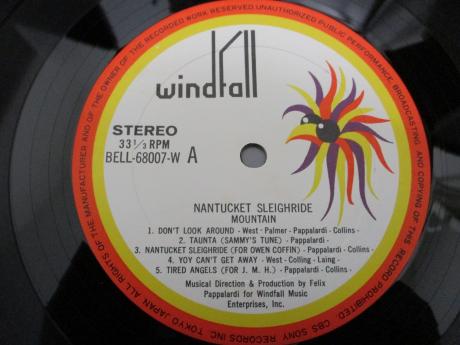 windfall
STEREO
33 1/3 RPM
BELL-68007-W A
NANTUCKET SLEIGHRIDE
MOUNTAIN
1. DON'T LOOK AROUND - West - Palmer - Pappalardi - Collins -
2. TAUNTA (SAMMY'S TUNE) - Pappalardi -
3. NANTUCKET SLEIGHRIDE (FOR OWEN COFFIN) - Pappalardi - Collins -
4. YOY CAN'T GET AWAY - West - Colling - Laing -
5. TIRED ANGELS (FOR J. M. H.) - Pappalardi - Collins -
Musical Direction & Production by Felix
Pappalardi for Windfall Music
Enterprises, Inc.
ALL RIGHTS OF THE MANUFACTURER AND OF THE OWNER OF THE RECORDED WORK RESERVED. UNAUTHORIZED PUBLIC PERFORMANCE BROADCASTING AND COPYING OF THIS RECORD PROHIBITED. CBS SONY RECORDS INC. TOKYO JAPAN